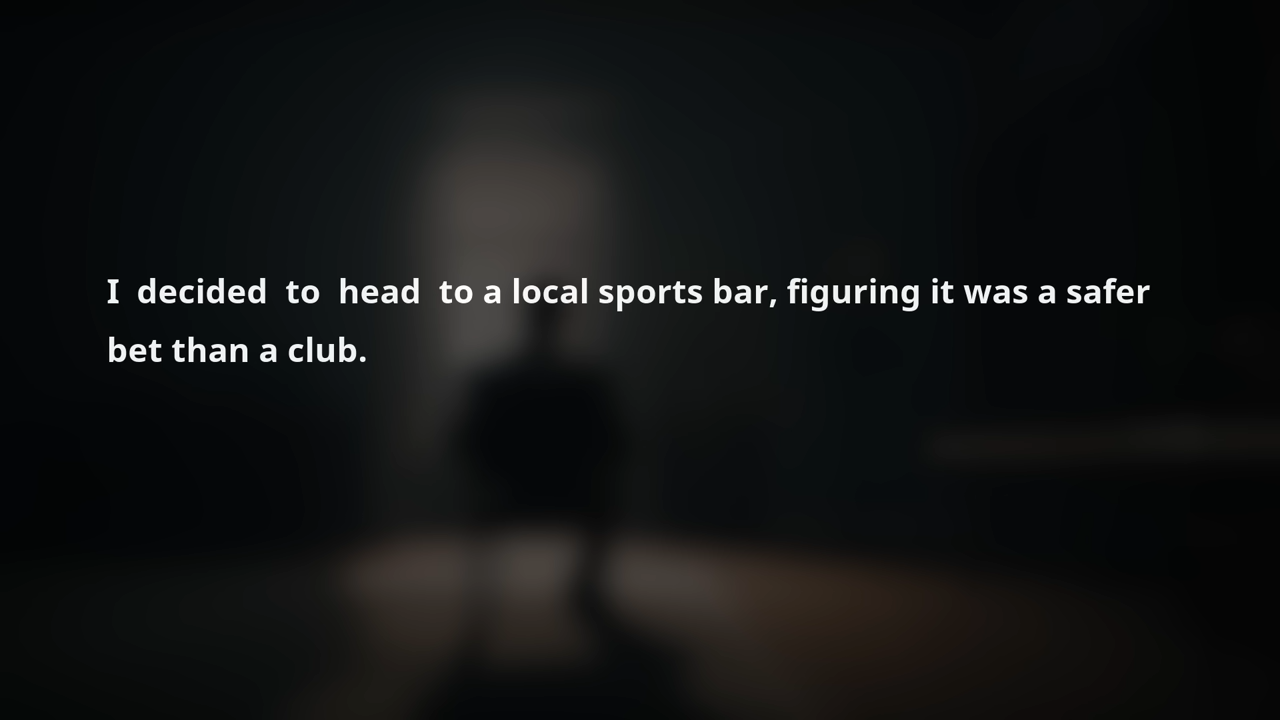 I decided to head to a local sports bar, figuring it was a safer
bet than a club.